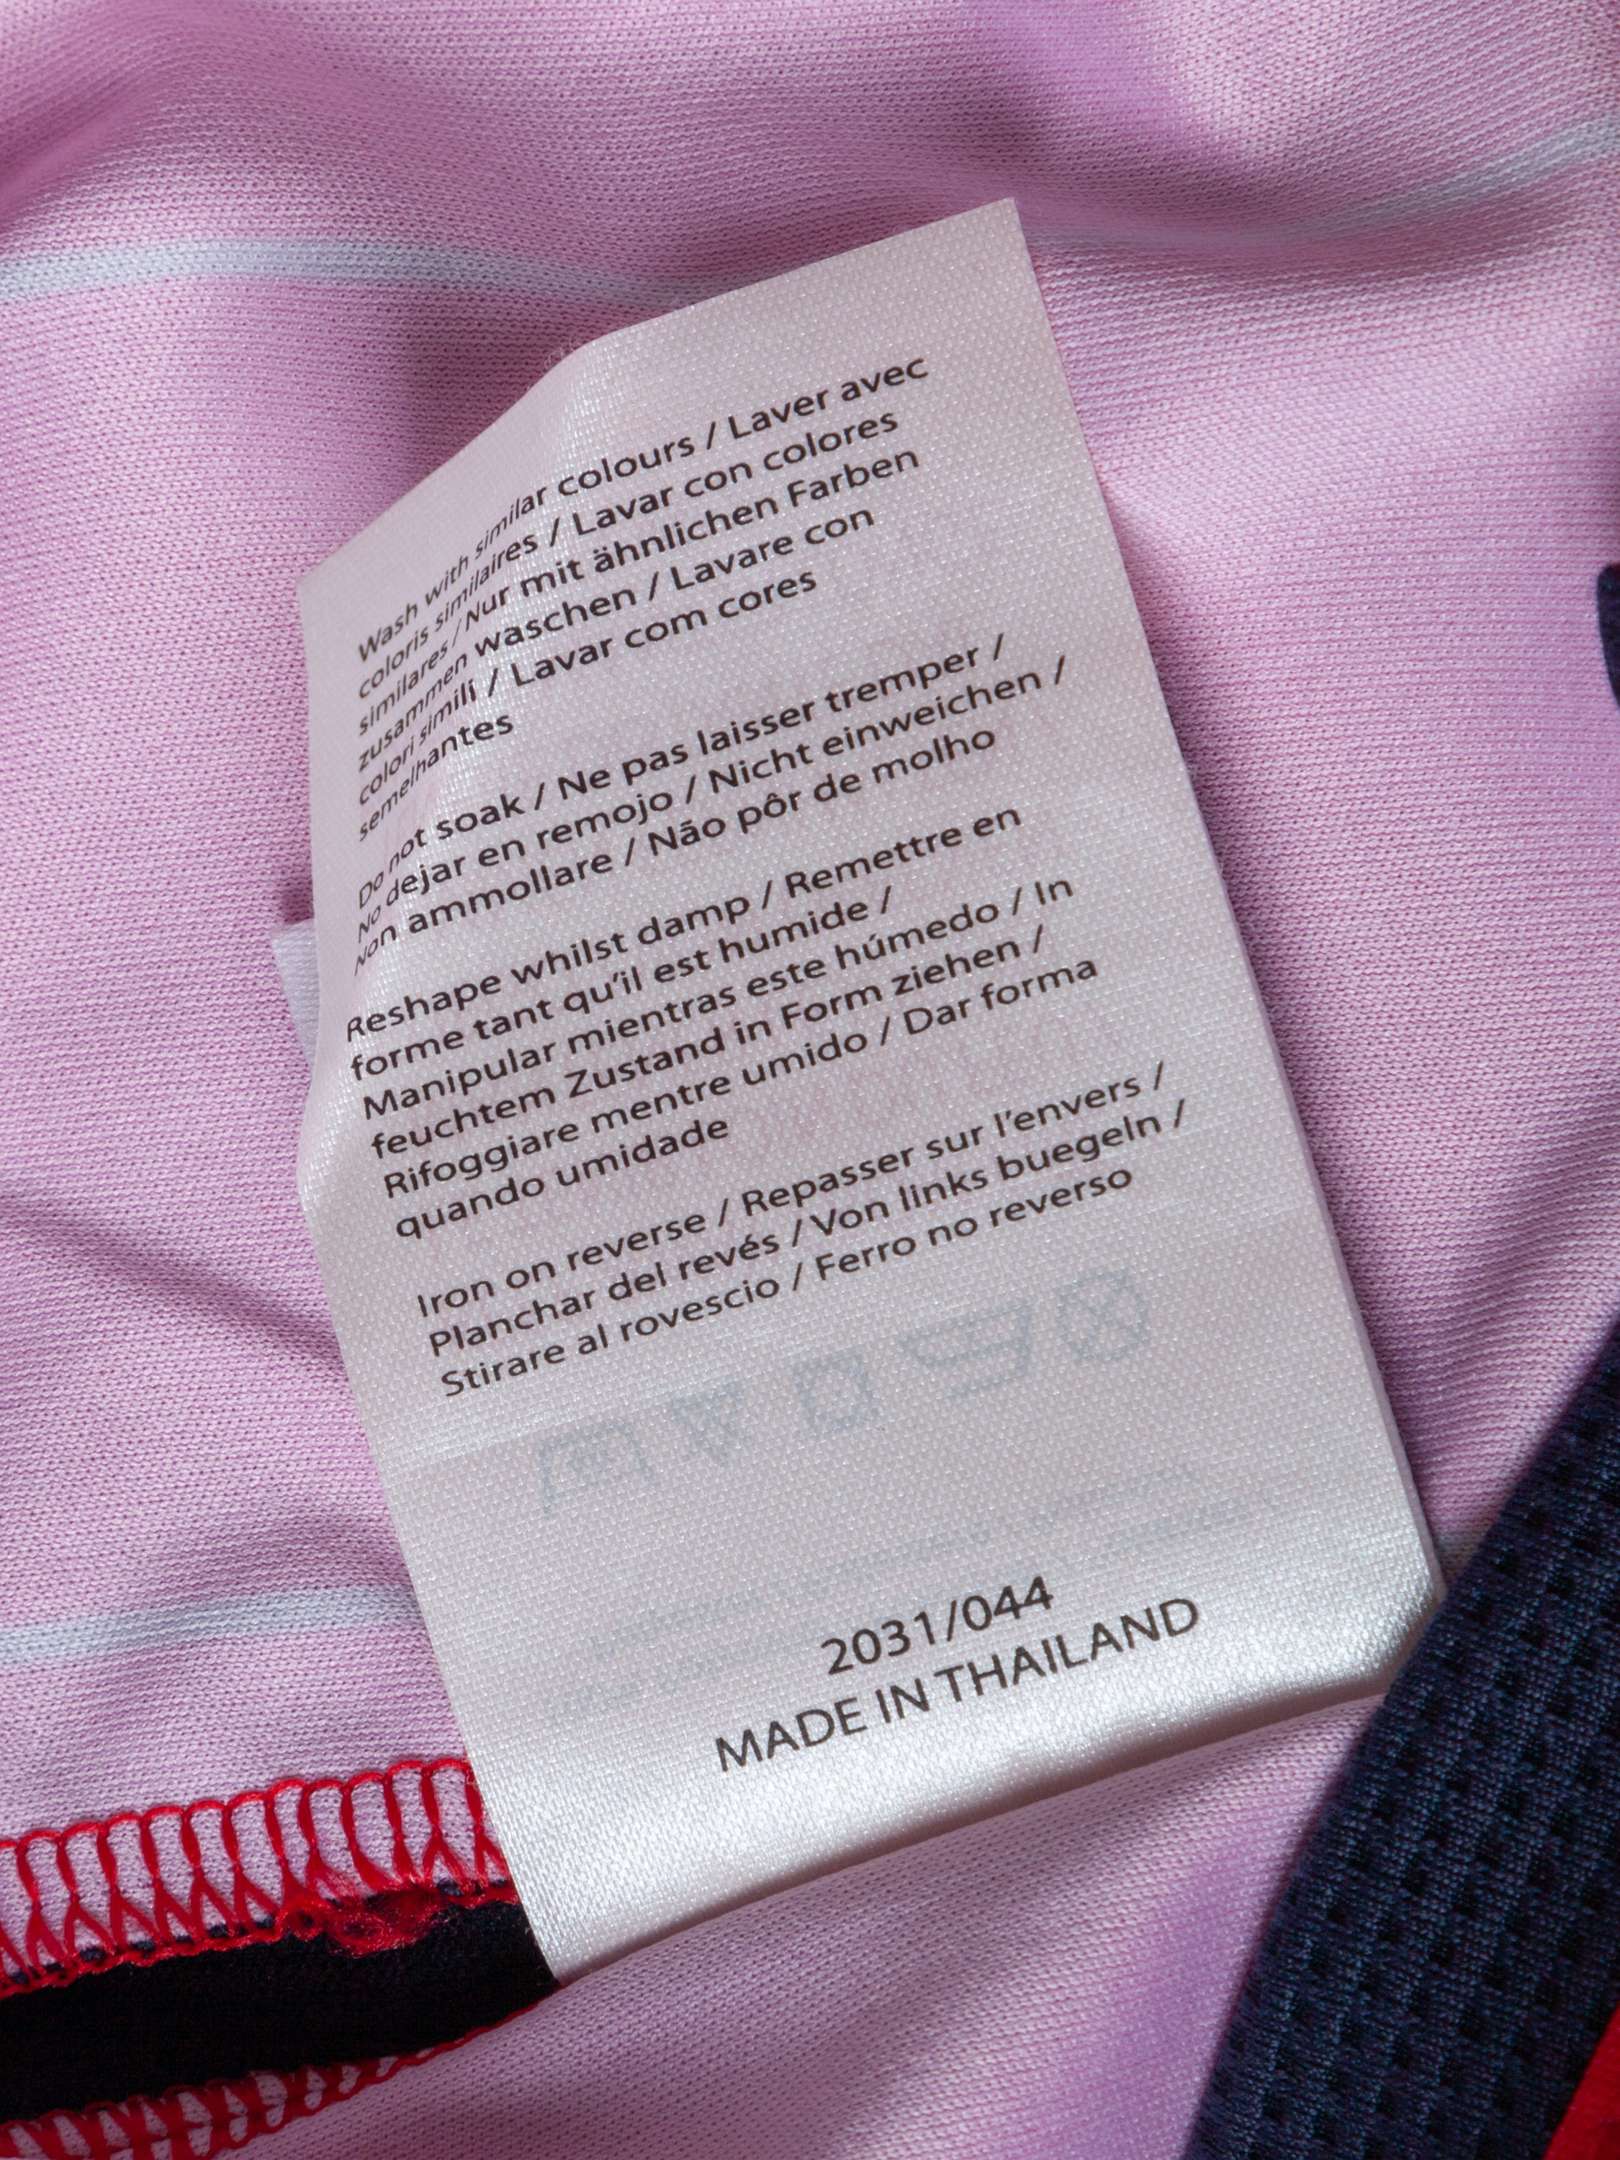 Wash with similar colours / Laver avec
coloris similaires / Lavar con colores
similares / Nur mit ähnlichen Farben
zusammen waschen / Lavare con
colori simili / Lavar com cores
semelhantes
Do not soak / Ne pas laisser tremper /
No dejar en remojo / Nicht einweichen /
Non ammollare / Não pôr de molho
Reshape whilst damp / Remettre en
forme tant qu'il est humide /
Manipular mientras este húmedo / In
feuchtem Zustand in Form ziehen /
Rifoggiare mentre umido / Dar forma
quando umidade
Iron on reverse / Repasser sur l'envers /
Planchar del revés / Von links buegeln /
Stirare al rovescio / Ferro no reverso
2031/044
MADE IN THAILAND